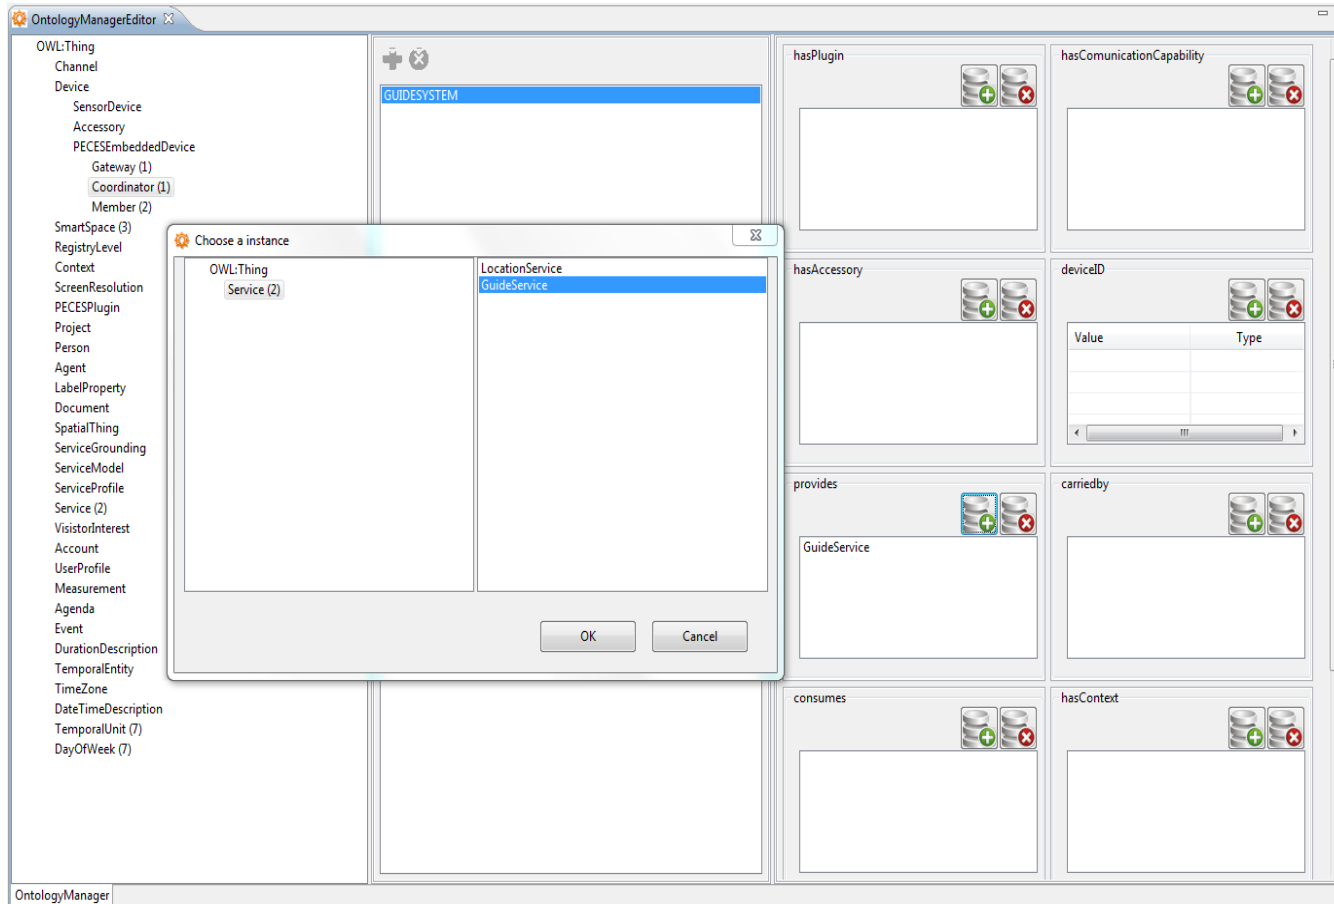 OntologyManagerEditor
OWL:Thing
Channel
Device
SensorDevice
Accessory
PECESEmbeddedDevice
Gateway (1)
Coordinator (1)
Member (2)
SmartSpace (3)
RegistryLevel
Context
ScreenResolution
PECESPlugin
Project
Person
Agent
LabelProperty
Document
SpatialThing
ServiceGrounding
ServiceModel
ServiceProfile
Service (2)
VisistorInterest
Account
UserProfile
Measurement
Agenda
Event
DurationDescription
TemporalEntity
TimeZone
DateTimeDescription
TemporalUnit (7)
DayOfWeek (7)
GUIDESYSTEM
Choose a instance
OWL:Thing
Service (2)
LocationService
GuideService
OK Cancel
hasPlugin
hasComunicationCapability
hasAccessory
deviceID
Value Type
provides
GuideService
carriedby
consumes
hasContext
OntologyManager